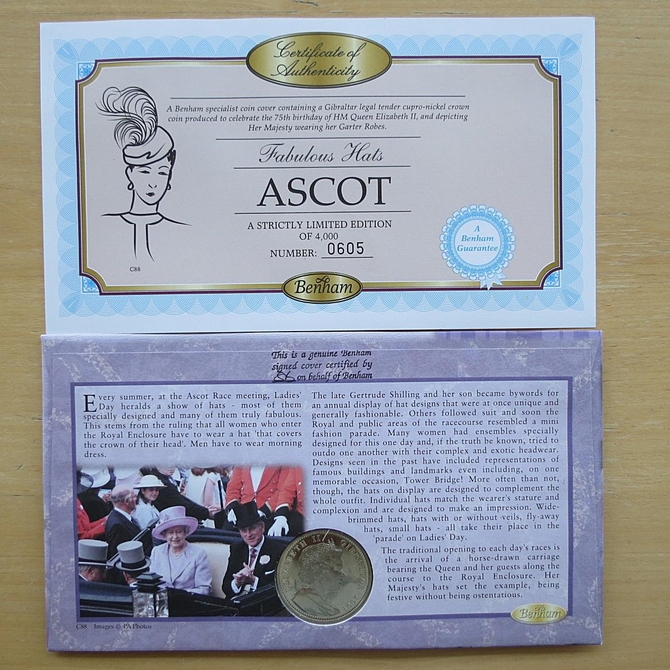 Certificate of
Authenticity
A Benham specialist coin cover containing a Gibraltar legal tender cupro-nickel crown
coin produced to celebrate the 75th birthday of HM Queen Elizabeth II, and depicting
Her Majesty wearing her Garter Robes.
Fabulous Hats
ASCOT
A STRICTLY LIMITED EDITION
OF 4,000
NUMBER: 0605
A
Benham
Guarantee
C88
Benham
This is a genuine Benham
signed cover certified by
on behalf of Benham
Every summer, at the Ascot Race meeting, Ladies'
Day heralds a show of hats - most of them
specially designed and many of them truly fabulous.
This stems from the ruling that all women who enter
the Royal Enclosure have to wear a hat 'that covers
the crown of their head'. Men have to wear morning
dress.
The late Gertrude Shilling and her son became bywords for
an annual display of hat designs that were at once unique and
generally fashionable. Others followed suit and soon the
Royal and public areas of the racecourse resembled a mini
fashion parade. Many women had ensembles specially
designed for this one day and, if the truth be known, tried to
outdo one another with their complex and exotic headwear.
Designs seen in the past have included representations of
famous buildings and landmarks even including, on one
memorable occasion, Tower Bridge! More often than not,
though, the hats on display are designed to complement the
whole outfit. Individual hats match the wearer's stature and
complexion and are designed to make an impression. Wide-
brimmed hats, hats with or without veils, fly-away
hats, small hats - all take their place in the
'parade' on Ladies' Day.
The traditional opening to each day's races is
the arrival of a horse-drawn carriage
bearing the Queen and her guests along the
course to the Royal Enclosure. Her
Majesty's hats set the example, being
festive without being ostentatious.
C88 Images © PA Photos
Benham